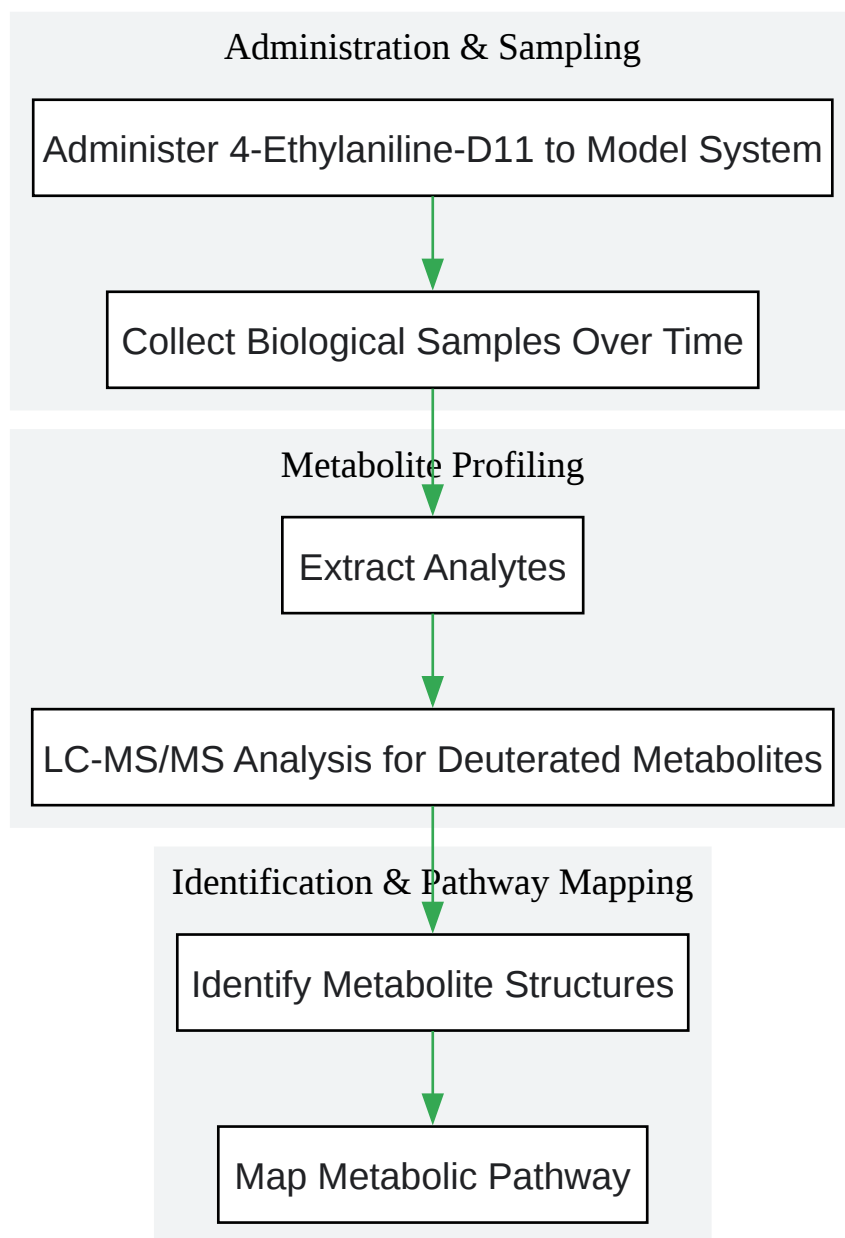 Administration & Sampling
Administer 4-Ethylaniline-D11 to Model System
Collect Biological Samples Over Time
Metabolite Profiling
Extract Analytes
LC-MS/MS Analysis for Deuterated Metabolites
Identification & Pathway Mapping
Identify Metabolite Structures
Map Metabolic Pathway